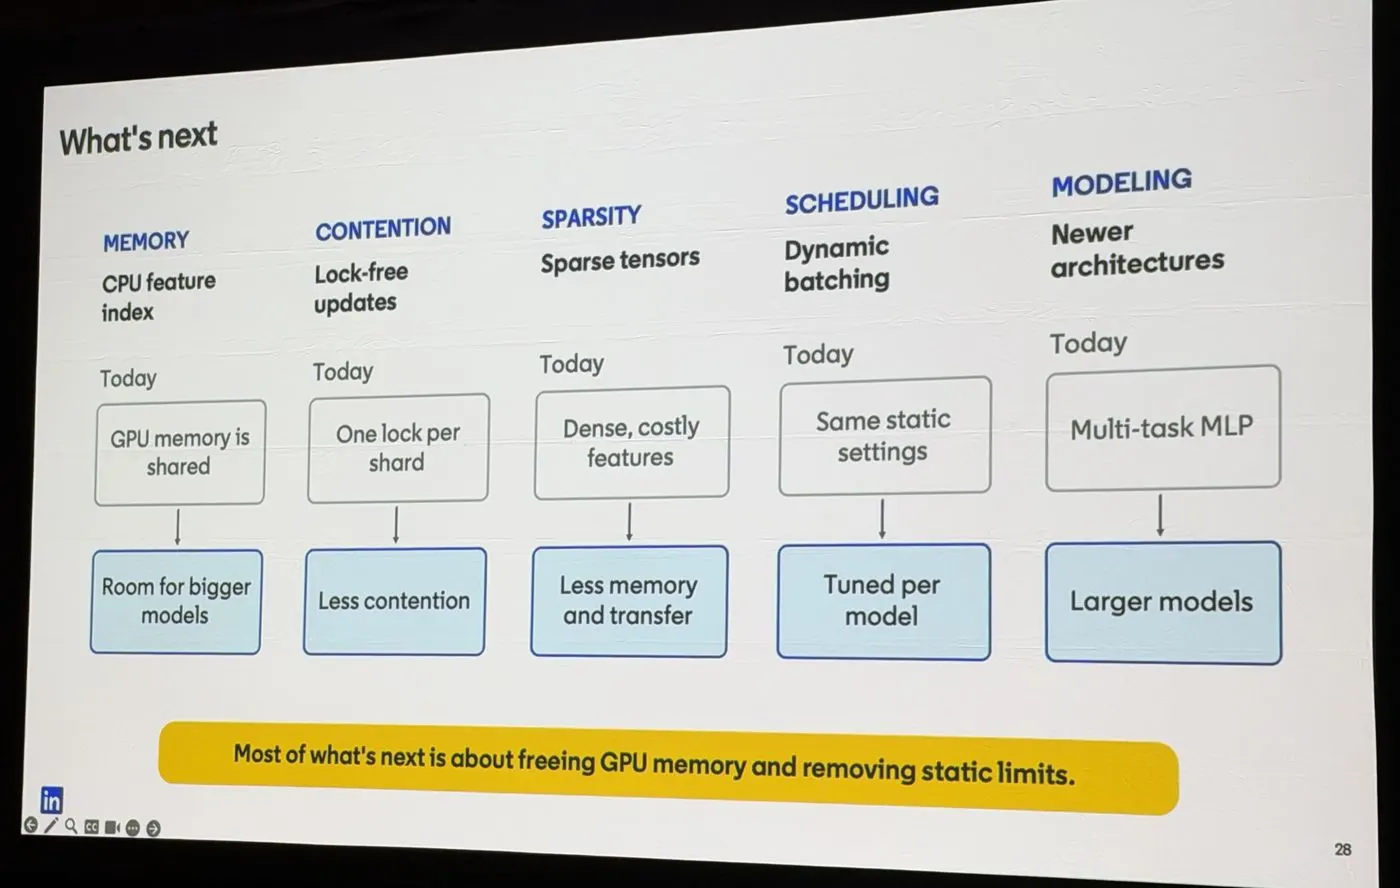 What's next
MEMORY
CPU feature
index
Today
GPU memory is
shared
Room for bigger
models
CONTENTION
Lock-free
updates
Today
One lock per
shard
Less contention
SPARSITY
Sparse tensors
Today
Dense, costly
features
Less memory
and transfer
SCHEDULING
Dynamic
batching
Today
Same static
settings
Tuned per
model
MODELING
Newer
architectures
Today
Multi-task MLP
Larger models
Most of what's next is about freeing GPU memory and removing static limits.
in
CC
28